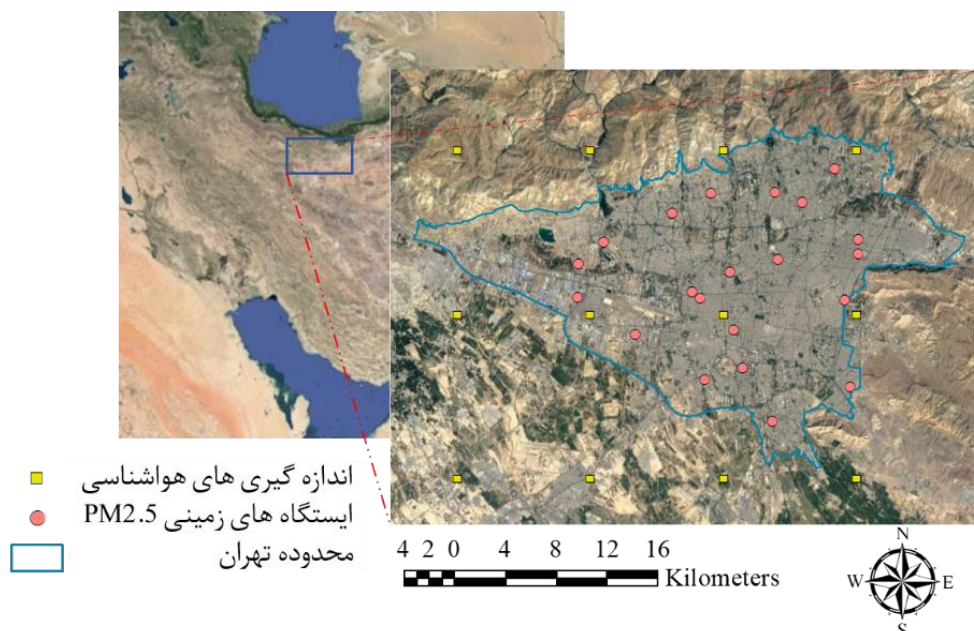 اندازه گیری های هواشناسی
ایستگاه های زمینی PM2.5
محدوده تهران
4 2 0 4 8 12 16
Kilometers
N
W E
S